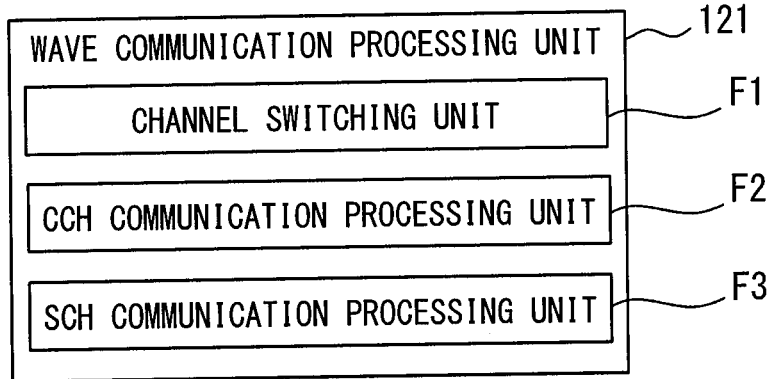 WAVE COMMUNICATION PROCESSING UNIT
121
CHANNEL SWITCHING UNIT
F1
CCH COMMUNICATION PROCESSING UNIT
F2
SCH COMMUNICATION PROCESSING UNIT
F3